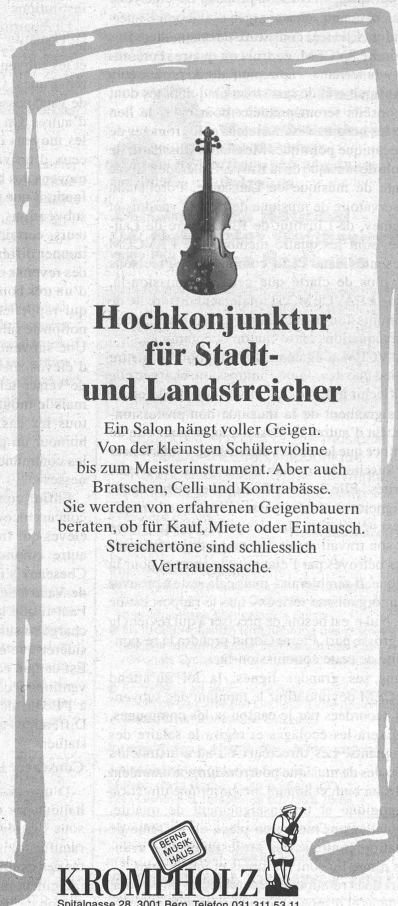 Hochkonjunktur
für Stadt-
und Landstreicher
Ein Salon hängt voller Geigen.
Von der kleinsten Schülervioline
bis zum Meisterinstrument. Aber auch
Bratschen, Celli und Kontrabässe.
Sie werden von erfahrenen Geigenbauern
beraten, ob für Kauf, Miete oder Eintausch.
Streichertöne sind schliesslich
Vertrauenssache.
BERNs
MUSIK
HAUS
KROMPHOLZ
Spitalgasse 28, 3001 Bern, Telefon 031 311 53 11